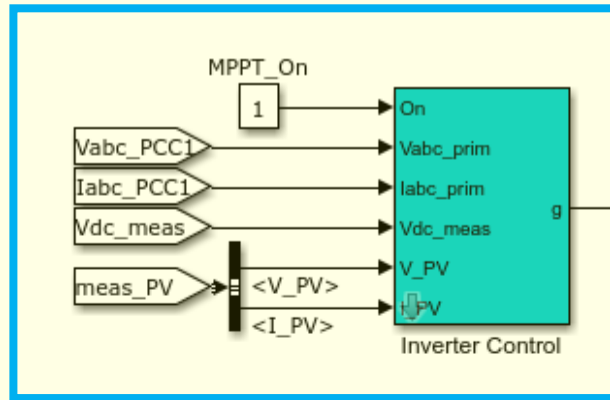 MPPT_On
1
On
Vabc_PCC1
Vabc_prim
Iabc_PCC1
Iabc_prim
Vdc_meas
Vdc_meas
g
meas_PV
<V_PV>
V_PV
<I_PV>
Inverter Control